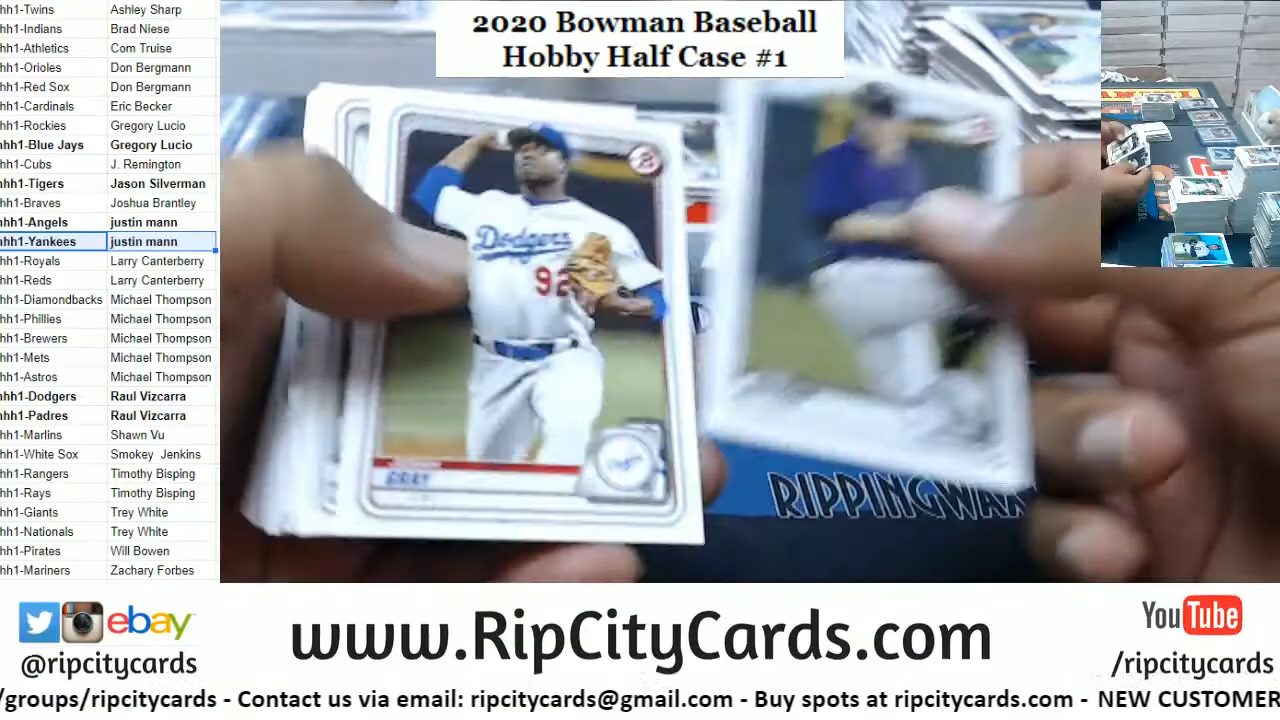 hh1-Twins Ashley Sharp
hh1-Indians Brad Niese
hh1-Athletics Com Truise
hh1-Orioles Don Bergmann
hh1-Red Sox Don Bergmann
hh1-Cardinals Eric Becker
hh1-Rockies Gregory Lucio
hh1-Blue Jays Gregory Lucio
hh1-Cubs J. Remington
hh1-Tigers Jason Silverman
hh1-Braves Joshua Brantley
hh1-Angels justin mann
hh1-Yankees justin mann
hh1-Royals Larry Canterberry
hh1-Reds Larry Canterberry
hh1-Diamondbacks Michael Thompson
hh1-Phillies Michael Thompson
hh1-Brewers Michael Thompson
hh1-Mets Michael Thompson
hh1-Astros Michael Thompson
hh1-Dodgers Raul Vizcarra
hh1-Padres Raul Vizcarra
hh1-Marlins Shawn Vu
hh1-White Sox Smokey Jenkins
hh1-Rangers Timothy Bisping
hh1-Rays Timothy Bisping
hh1-Giants Trey White
hh1-Nationals Trey White
hh1-Pirates Will Bowen
hh1-Mariners Zachary Forbes
2020 Bowman Baseball
Hobby Half Case #1
Dodgers
92
GRAY
RIPPINGWAX
ebay
@ripcitycards
www.RipCityCards.com
YouTube
/ripcitycards
/groups/ripcitycards - Contact us via email: ripcitycards@gmail.com - Buy spots at ripcitycards.com - NEW CUSTOMER